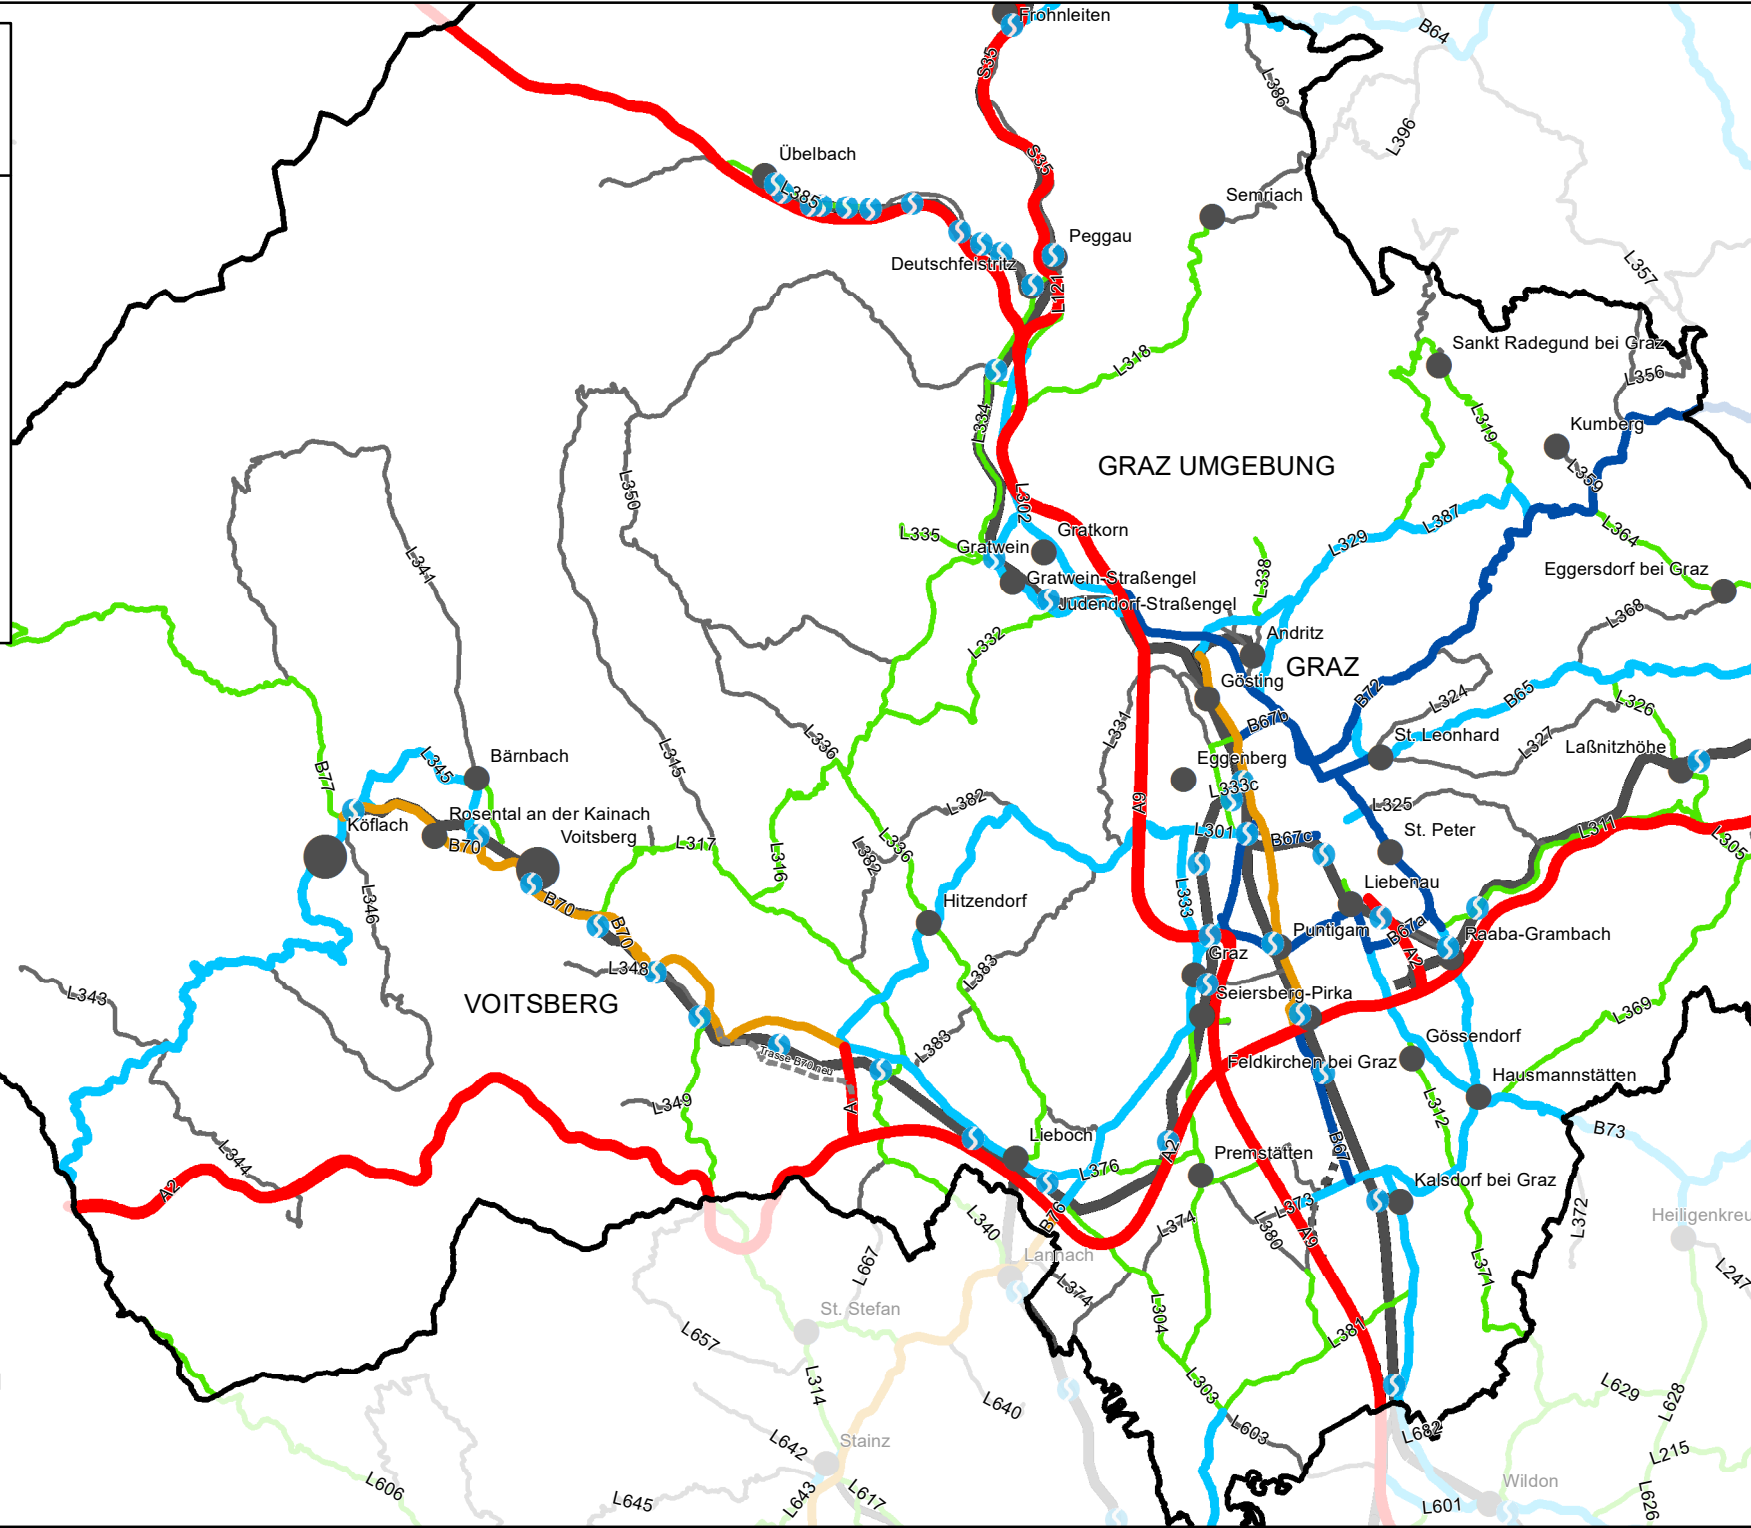 Frohnleiten
B64
S35
L386
L396
S35
Übelbach
L385
Semriach
Peggau
Deutschfeistritz
L357
L121
Sankt Radegund bei Graz
L318
L356
L334
L319
Kumberg
GRAZ UMGEBUNG
L359
L350
L302
L387
L335
Gratkorn
L364
Gratwein
L329
L341
Eggersdorf bei Graz
Gratwein-Straßengel
L338
Judendorf-Straßengel
L368
L332
Andritz
GRAZ
Gösting
B72
L324
B65
L326
B67b
L331
St. Leonhard
L327
L336
Laßnitzhöhe
L315
Bärnbach
Eggenberg
L345
B77
L333c
L382
A9
L325
Rosental an der Kainach
Köflach
Voitsberg
L301
B67c
St. Peter
L311
L305
B70
L317
L336
L316
L382
Liebenau
L346
B70
Hitzendorf
L333
B70
Puntigam
B67a
Raaba-Grambach
Graz
A2
L348
L383
L343
VOITSBERG
Seiersberg-Pirka
L369
Gössendorf
Trasse B70 neu
L383
Feldkirchen bei Graz
Hausmannstätten
L349
A
L312
B73
Lieboch
L344
A2
B67
Premstätten
L376
Kalsdorf bei Graz
A2
L373
L372
L340
B76
L374
L380
A9
Heiligenkreu
Lannach
L667
L374
L371
L247
St. Stefan
L304
L657
L381
L314
L303
L629
L628
L640
L603
L682
L642
Stainz
L215
L606
L645
L643
L617
Wildon
L601
L626